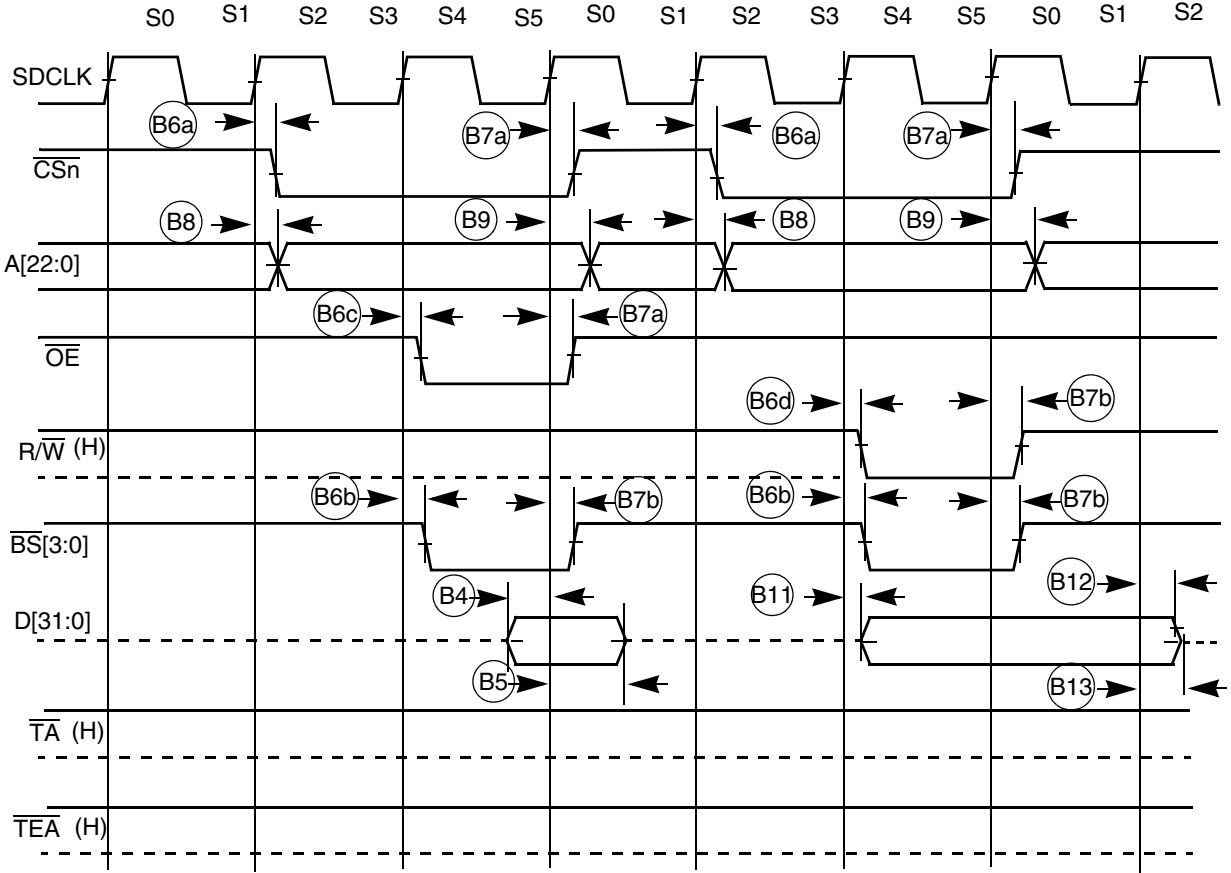 S0 S1 S2 S3 S4 S5 S0 S1 S2 S3 S4 S5 S0 S1 S2
SDCLK
B6a B7a B6a B7a
CSn
B8 B9 B8 B9
A[22:0]
B6c B7a
OE
B6d B7b
R/W (H)
B6b B7b B6b B7b
BS[3:0]
B4 B11 B12
D[31:0]
B5 B13
TA (H)
TEA (H)